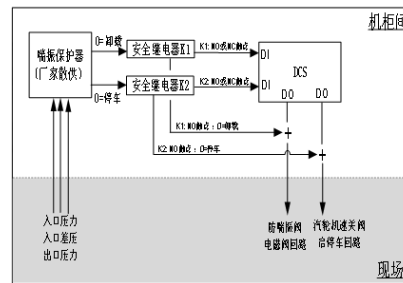 机柜间
喘振保护器
(厂家散供)
0=卸载
0=停车
安全继电器K1
安全继电器K2
K1:NO或NC触点
K2:NO或NC触点
DI
DI
DCS
DO
DO
K1:NO触点:0=卸载
K2:NO触点:0=停车
入口压力
入口差压
出口压力
防喘振阀
电磁阀回路
汽轮机速关阀
启停车回路
现场